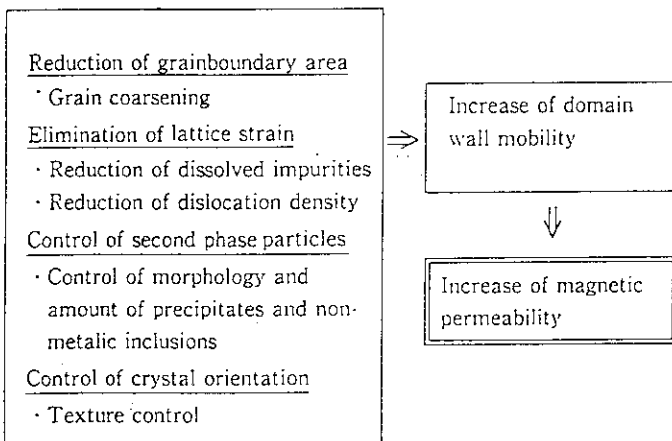 Reduction of grainboundary area
· Grain coarsening
Elimination of lattice strain
· Reduction of dissolved impurities
· Reduction of dislocation density
Control of second phase particles
· Control of morphology and
amount of precipitates and non-
metalic inclusions
Control of crystal orientation
· Texture control
⇒
Increase of domain
wall mobility
⇓
Increase of magnetic
permeability